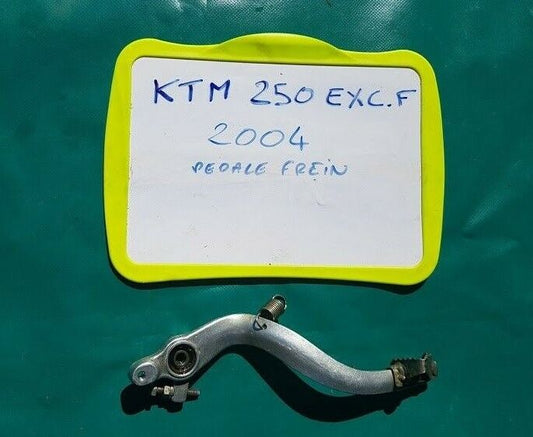 KTM 250 EXC.F
2004
PEDALE FREiN